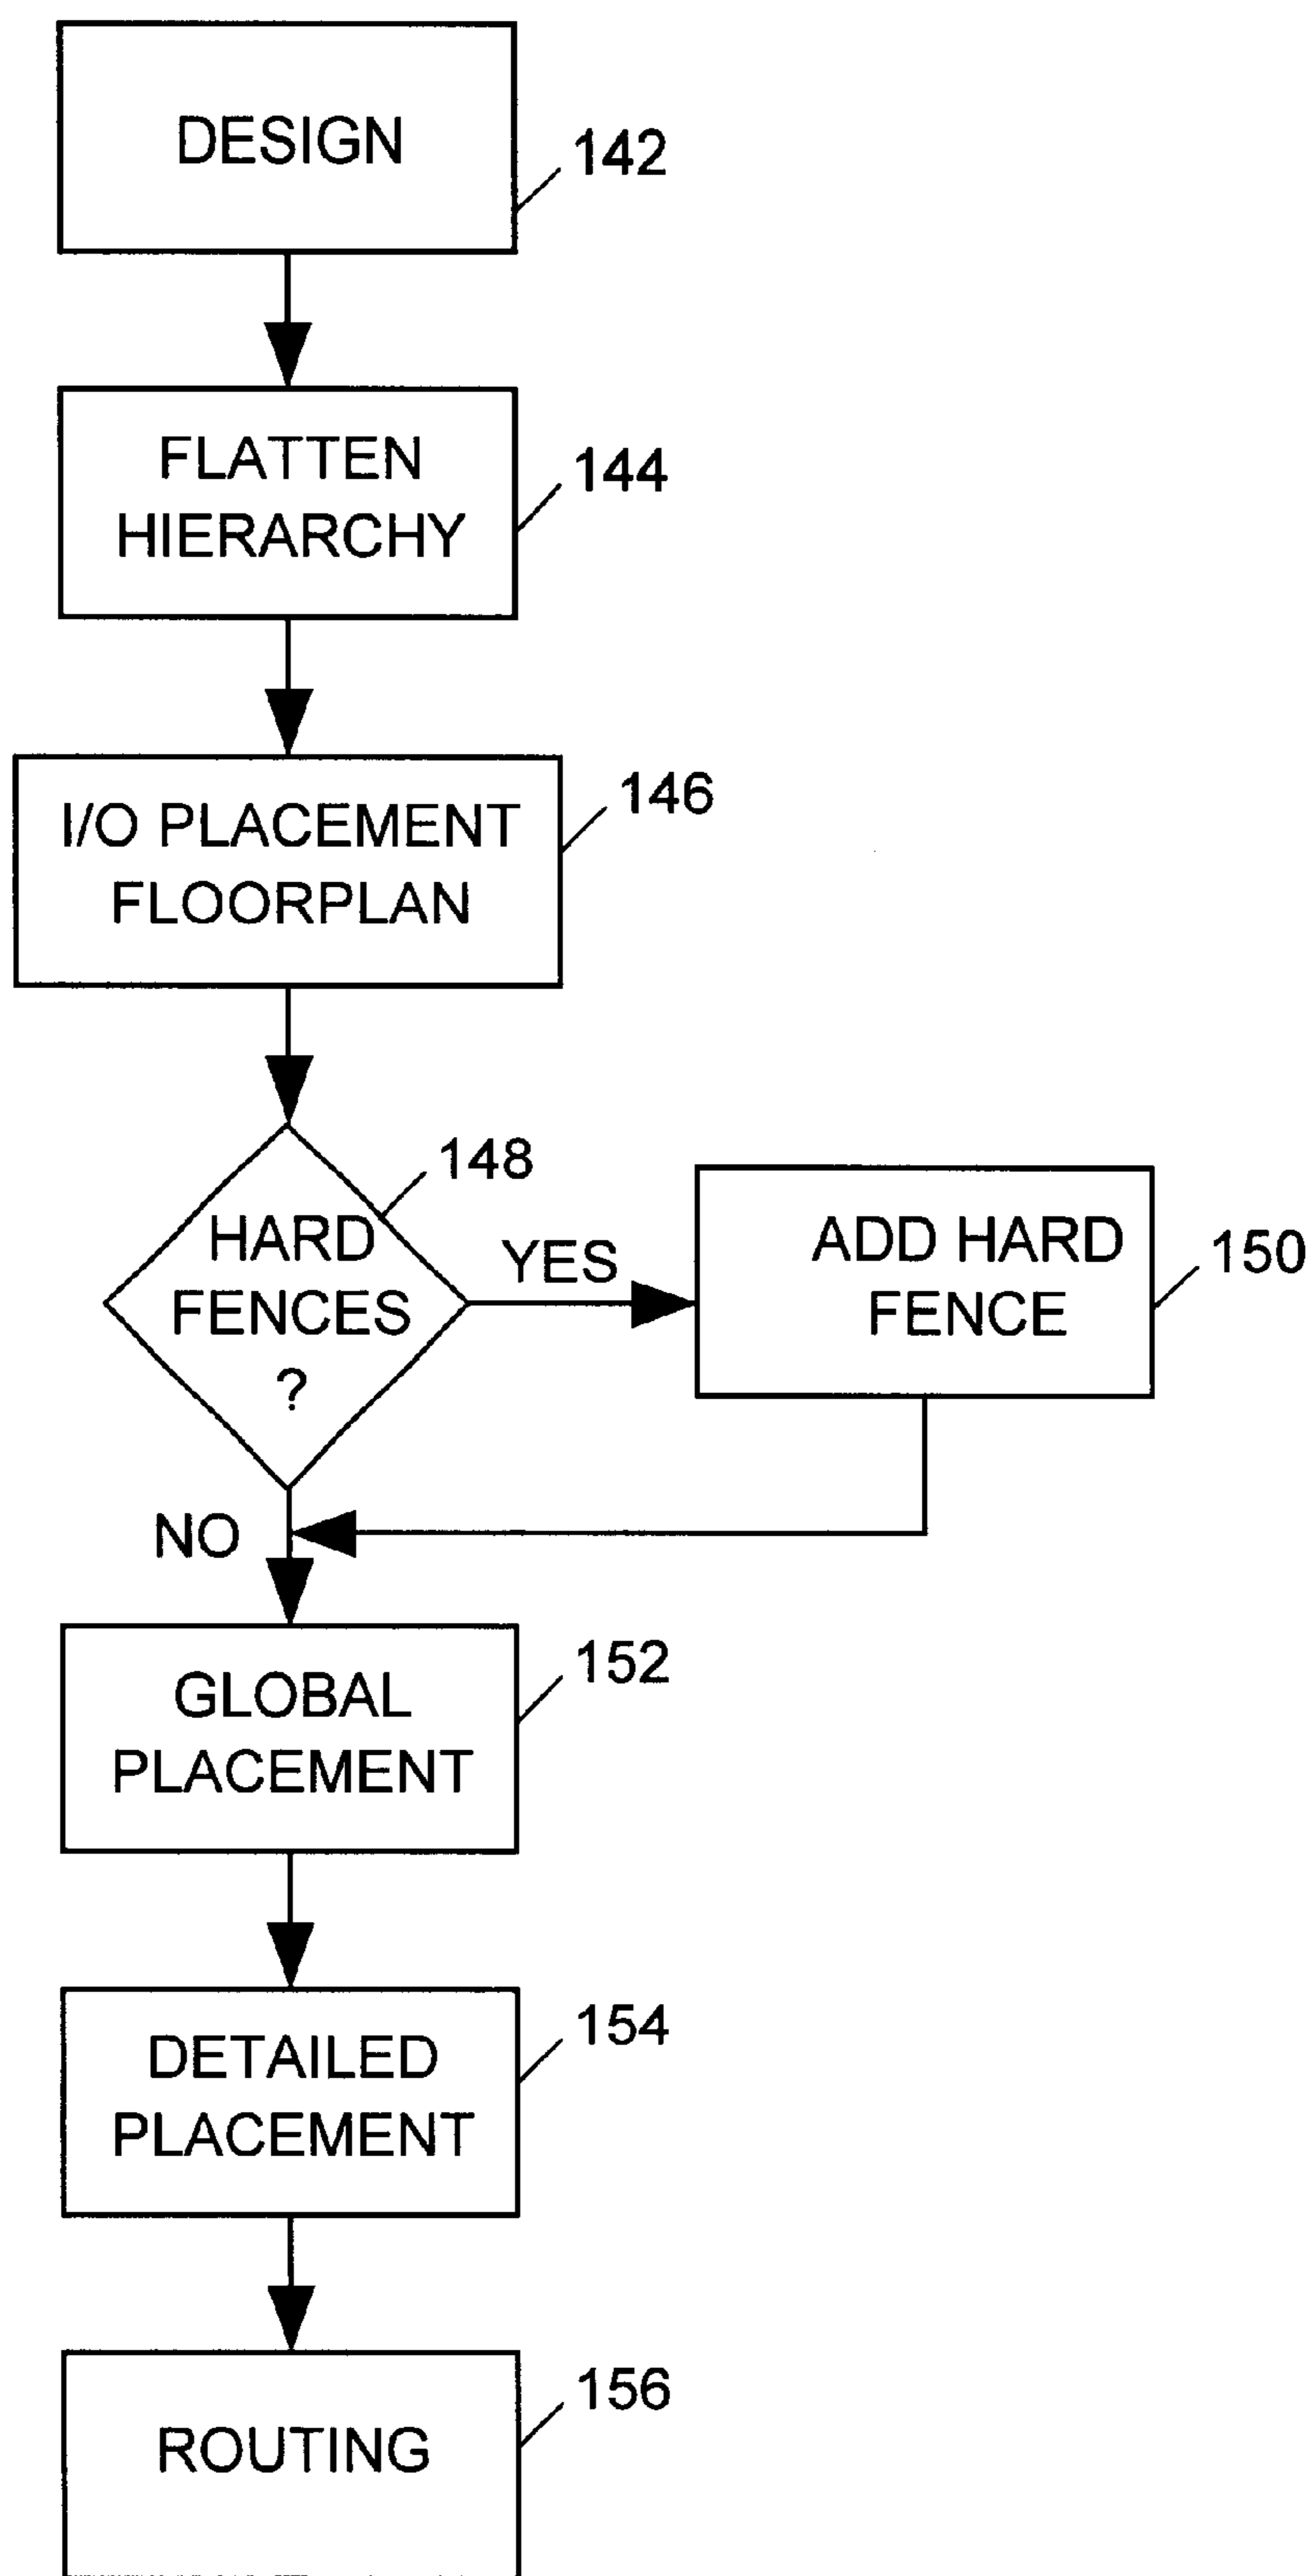 DESIGN
142
FLATTEN
HIERARCHY
144
I/O PLACEMENT
FLOORPLAN
146
148
HARD
FENCES
?
YES
ADD HARD
FENCE
150
NO
GLOBAL
PLACEMENT
152
DETAILED
PLACEMENT
154
ROUTING
156